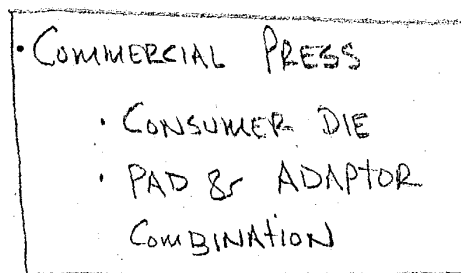 • COMMERCIAL PRESS
• CONSUMER DIE
• PAD & ADAPTOR
COMBINATION